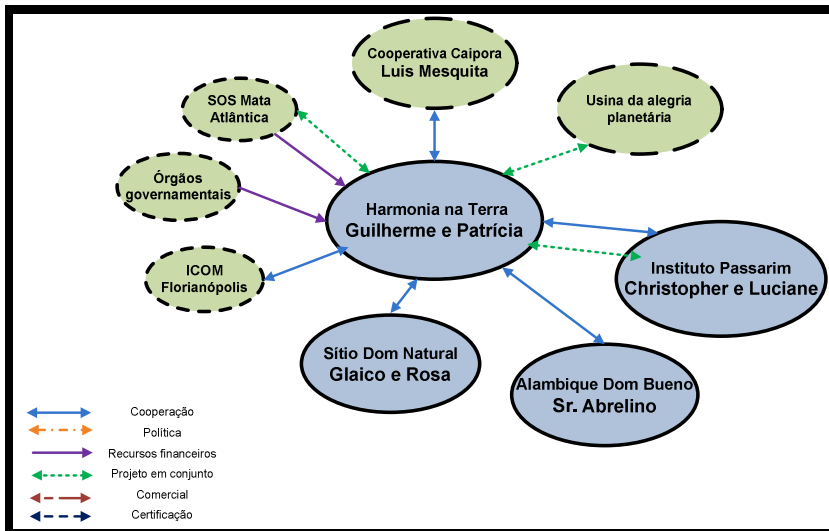 Cooperativa Caipora
Luis Mesquita
SOS Mata
Atlântica
Usina da alegria
planetária
Órgãos
governamentais
Harmonia na Terra
Guilherme e Patrícia
ICOM
Florianópolis
Instituto Passarim
Christopher e Luciane
Sítio Dom Natural
Glaico e Rosa
Alambique Dom Bueno
Sr. Abrelino
Cooperação
Política
Recursos financeiros
Projeto em conjunto
Comercial
Certificação